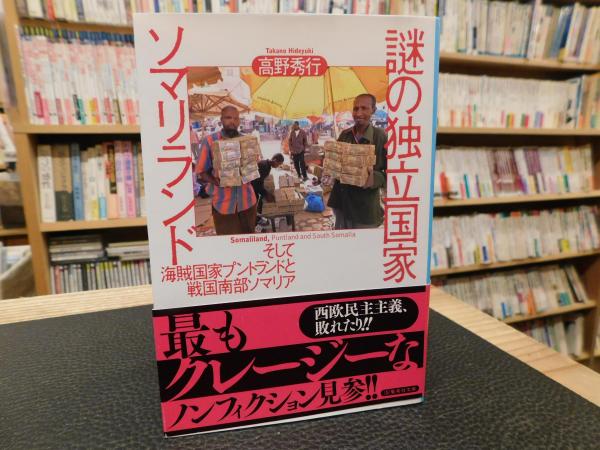 Takano Hideyuki
高野秀行
謎の独立国家
ソマリランド
Somaliland, Puntland and South Somalia
そして
海賊国家プントランドと
戦国南部ソマリア
西欧民主主義、
敗れたり!!
最も
クレージーな
ノンフィクション見参!!